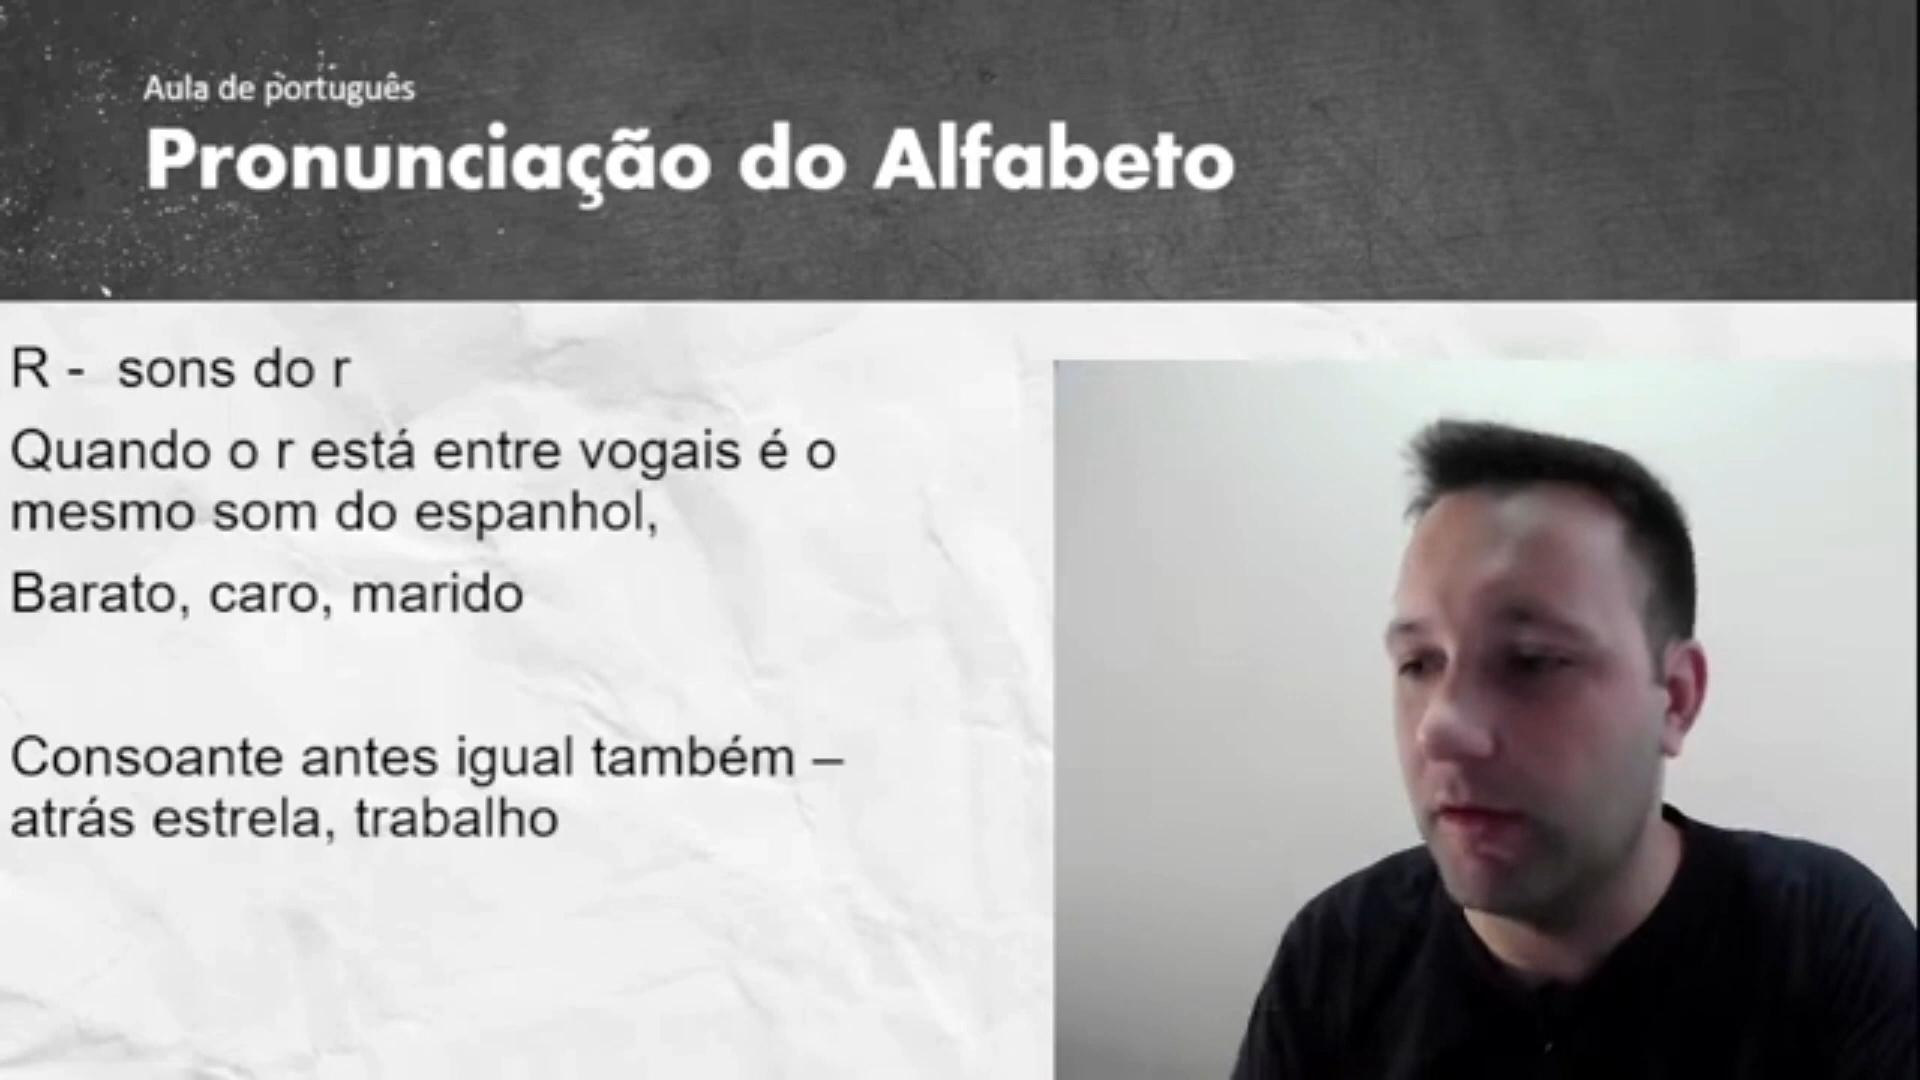 Aula de português
Pronunciação do Alfabeto
R - sons do r
Quando o r está entre vogais é o
mesmo som do espanhol,
Barato, caro, marido
Consoante antes igual também –
atrás estrela, trabalho